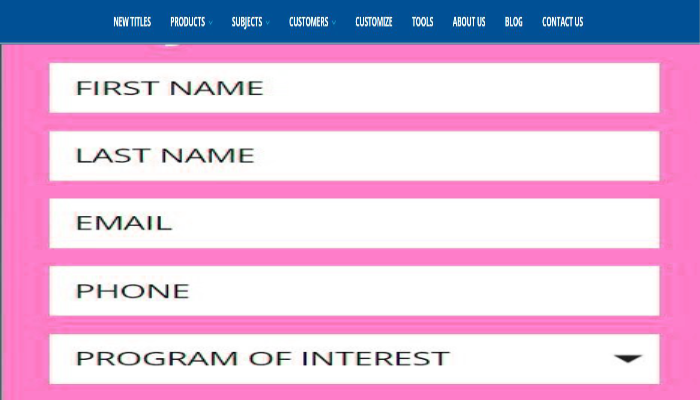 NEW TITLES PRODUCTS SUBJECTS CUSTOMERS CUSTOMIZE TOOLS ABOUT US BLOG CONTACT US
FIRST NAME
LAST NAME
EMAIL
PHONE
PROGRAM OF INTEREST